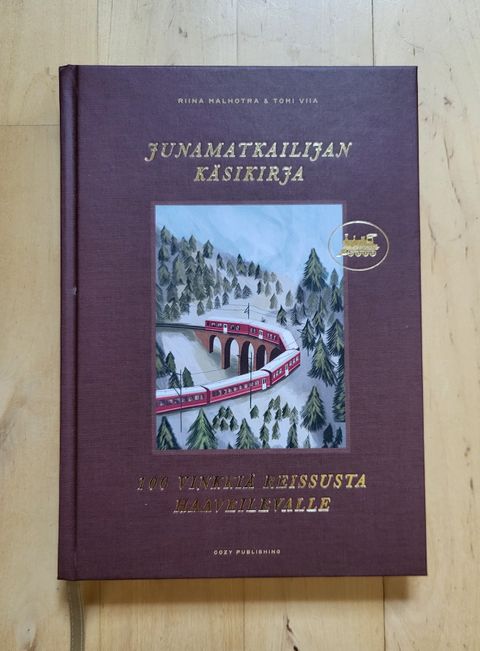 RIINA MALHOTRA & TOMI VIIA
JUNAMATKAILIJAN
KÄSIKIRJA
100 VINKKIÄ REISSUSTA
HAAVEILEVALLE
COZY PUBLISHING